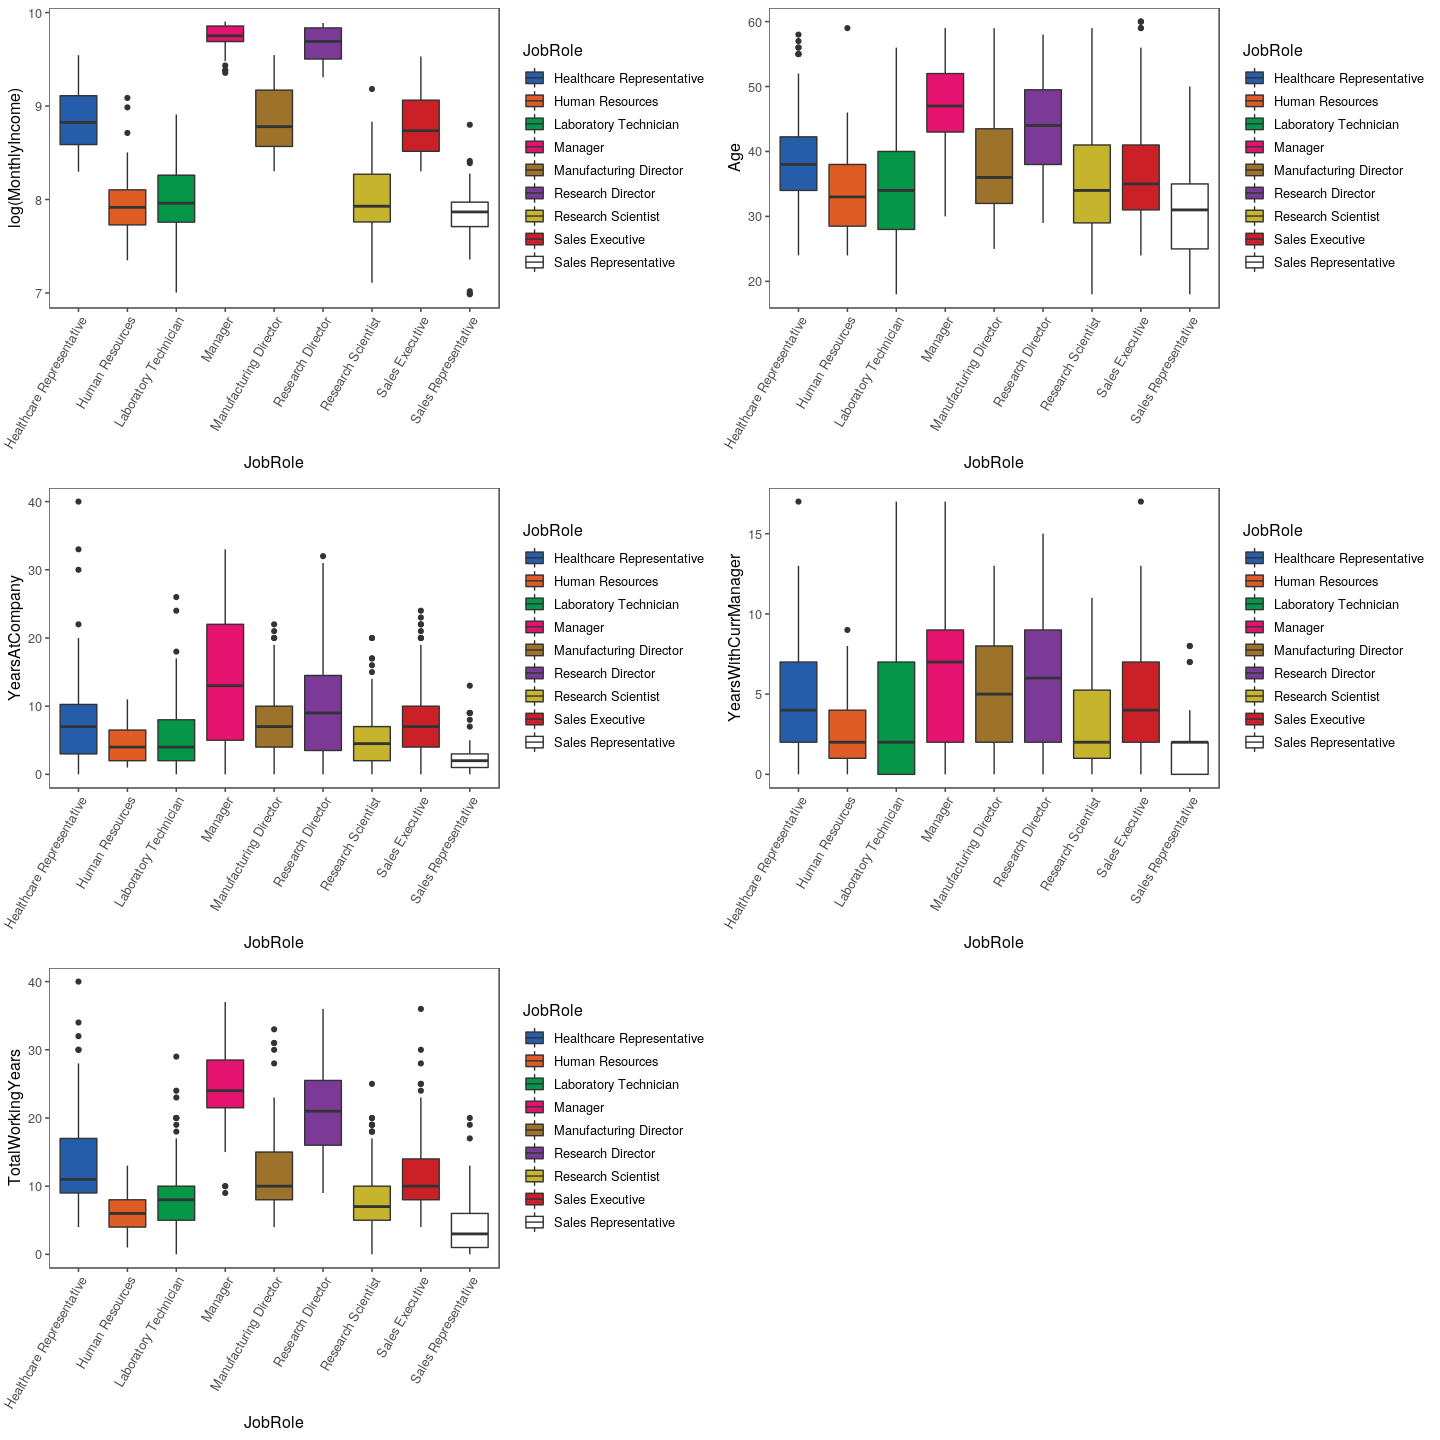 log(MonthlyIncome)
10
9
8
7
Healthcare Representative
Human Resources
Laboratory Technician
Manager
Manufacturing Director
Research Director
Research Scientist
Sales Executive
Sales Representative
JobRole
JobRole
Healthcare Representative
Human Resources
Laboratory Technician
Manager
Manufacturing Director
Research Director
Research Scientist
Sales Executive
Sales Representative
Age
60
50
40
30
20
Healthcare Representative
Human Resources
Laboratory Technician
Manager
Manufacturing Director
Research Director
Research Scientist
Sales Executive
Sales Representative
JobRole
JobRole
Healthcare Representative
Human Resources
Laboratory Technician
Manager
Manufacturing Director
Research Director
Research Scientist
Sales Executive
Sales Representative
YearsAtCompany
40
30
20
10
0
Healthcare Representative
Human Resources
Laboratory Technician
Manager
Manufacturing Director
Research Director
Research Scientist
Sales Executive
Sales Representative
JobRole
JobRole
Healthcare Representative
Human Resources
Laboratory Technician
Manager
Manufacturing Director
Research Director
Research Scientist
Sales Executive
Sales Representative
YearsWithCurrManager
15
10
5
0
Healthcare Representative
Human Resources
Laboratory Technician
Manager
Manufacturing Director
Research Director
Research Scientist
Sales Executive
Sales Representative
JobRole
JobRole
Healthcare Representative
Human Resources
Laboratory Technician
Manager
Manufacturing Director
Research Director
Research Scientist
Sales Executive
Sales Representative
TotalWorkingYears
40
30
20
10
0
Healthcare Representative
Human Resources
Laboratory Technician
Manager
Manufacturing Director
Research Director
Research Scientist
Sales Executive
Sales Representative
JobRole
JobRole
Healthcare Representative
Human Resources
Laboratory Technician
Manager
Manufacturing Director
Research Director
Research Scientist
Sales Executive
Sales Representative